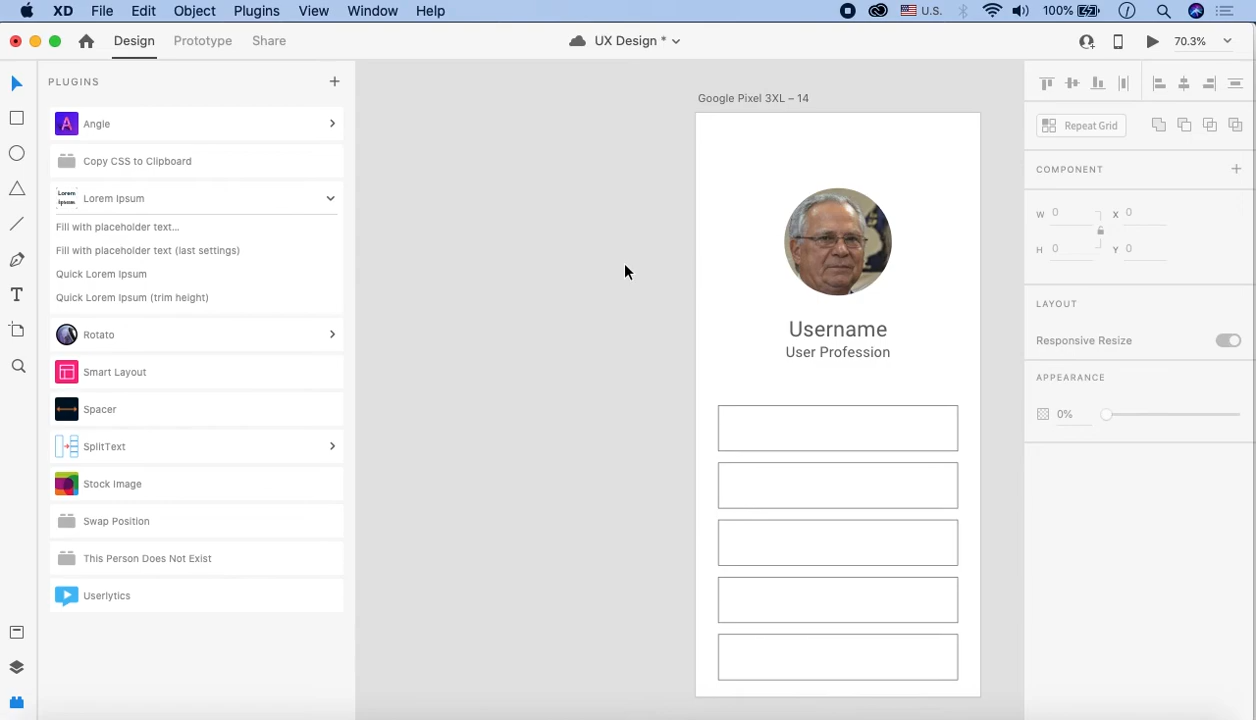 XD File Edit Object Plugins View Window Help U.S. 100%
Design Prototype Share UX Design * 70.3%
PLUGINS
Angle
Copy CSS to Clipboard
Lorem Ipsum Lorem Ipsum
Fill with placeholder text...
Fill with placeholder text (last settings)
Quick Lorem Ipsum
Quick Lorem Ipsum (trim height)
Rotato
Smart Layout
Spacer
SplitText
Stock Image
Swap Position
This Person Does Not Exist
Userlytics
Google Pixel 3XL – 14
Username
User Profession
Repeat Grid
COMPONENT
W 0 X 0
H 0 Y 0
LAYOUT
Responsive Resize
APPEARANCE
0%